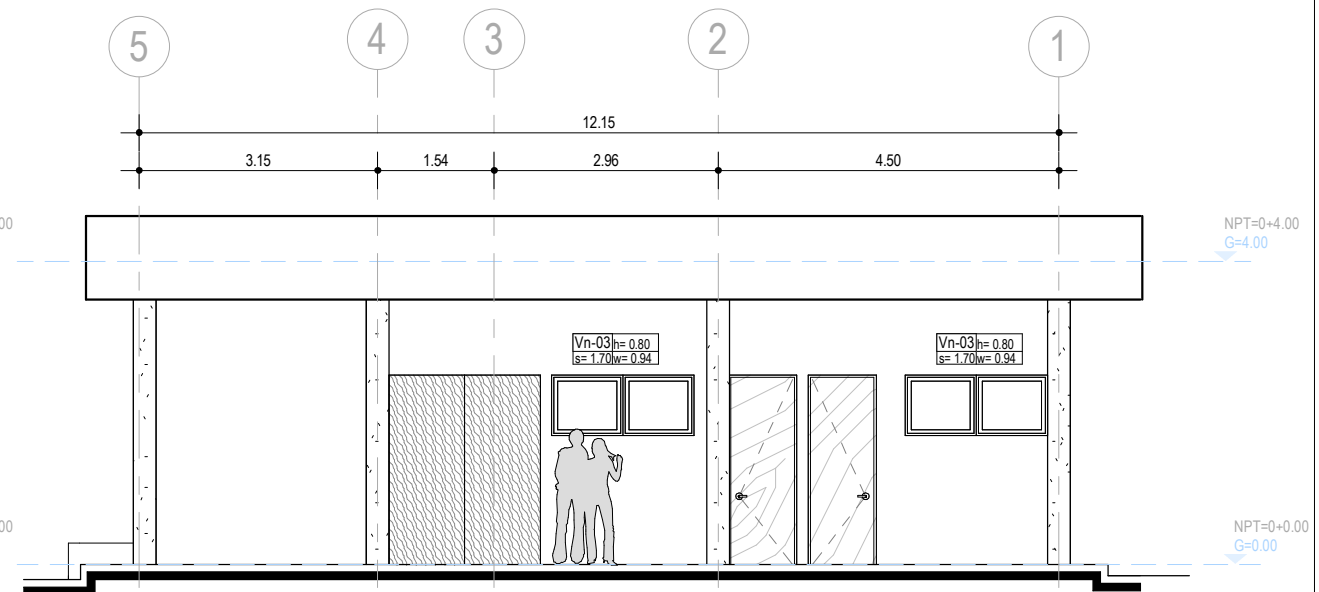 5 4 3 2 1
12.15
3.15 1.54 2.96 4.50
.00 NPT=0+4.00
G=4.00
Vn-03 h= 0.80 Vn-03 h= 0.80
s= 1.70 w= 0.94 s= 1.70 w= 0.94
.00 NPT=0+0.00
G=0.00